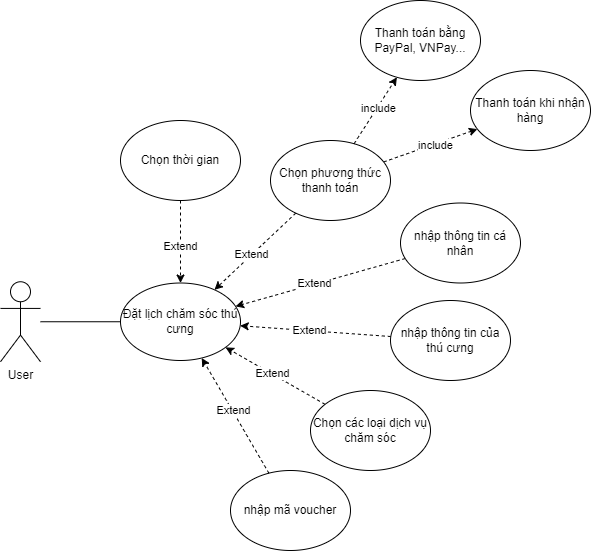 Thanh toán bằng
PayPal, VNPay...
Thanh toán khi nhận
hàng
include
include
Chọn thời gian
Chọn phương thức
thanh toán
Extend
Extend
nhập thông tin cá
nhân
Extend
Đặt lịch chăm sóc thú
cưng
Extend
nhập thông tin của
thú cưng
User
Extend
Extend
Chọn các loại dịch vụ
chăm sóc
nhập mã voucher